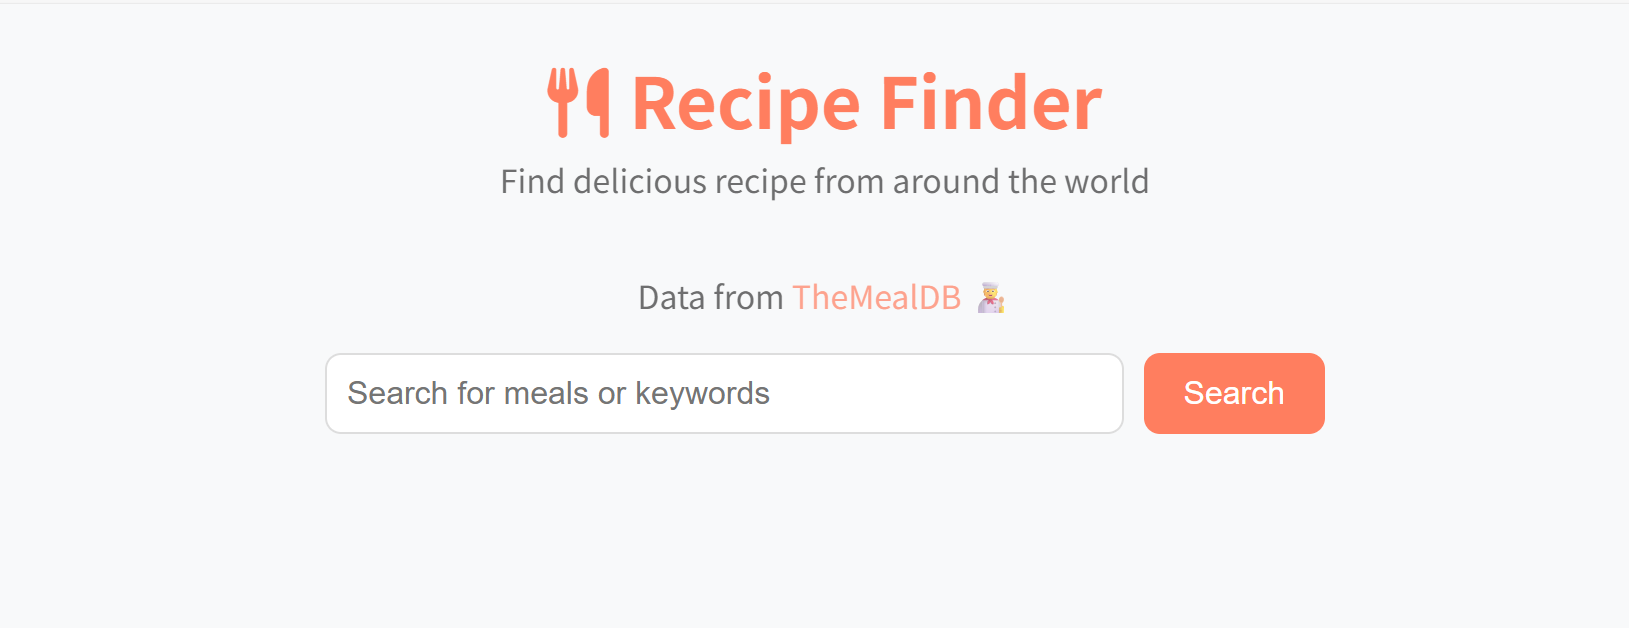 Recipe Finder
Find delicious recipe from around the world
Data from TheMealDB 🧑‍🍳
Search for meals or keywords
Search